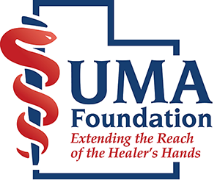 UMA
Foundation
Extending the Reach
of the Healer's Hands